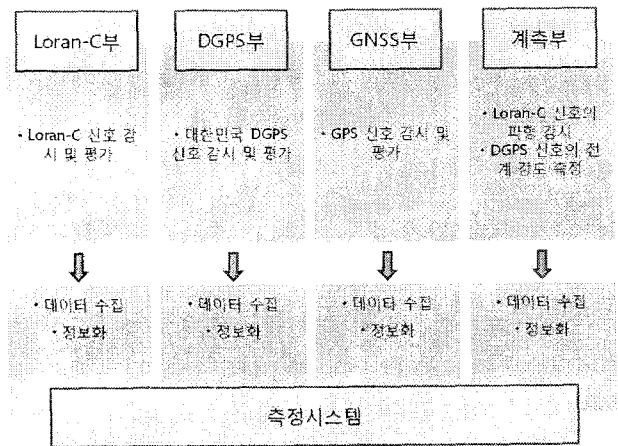 Loran-C부
DGPS부
GNSS부
계측부
• Loran-C 신호 감
시 및 평가
• 대한민국 DGPS
신호 감시 및 평가
• GPS 신호 감시 및
평가
• Loran-C 신호의
파형 감시
• DGPS 신호의 전
계 강도 측정
• 데이터 수집
• 정보화
• 데이터 수집
• 정보화
• 데이터 수집
• 정보화
• 데이터 수집
• 정보화
측정시스템